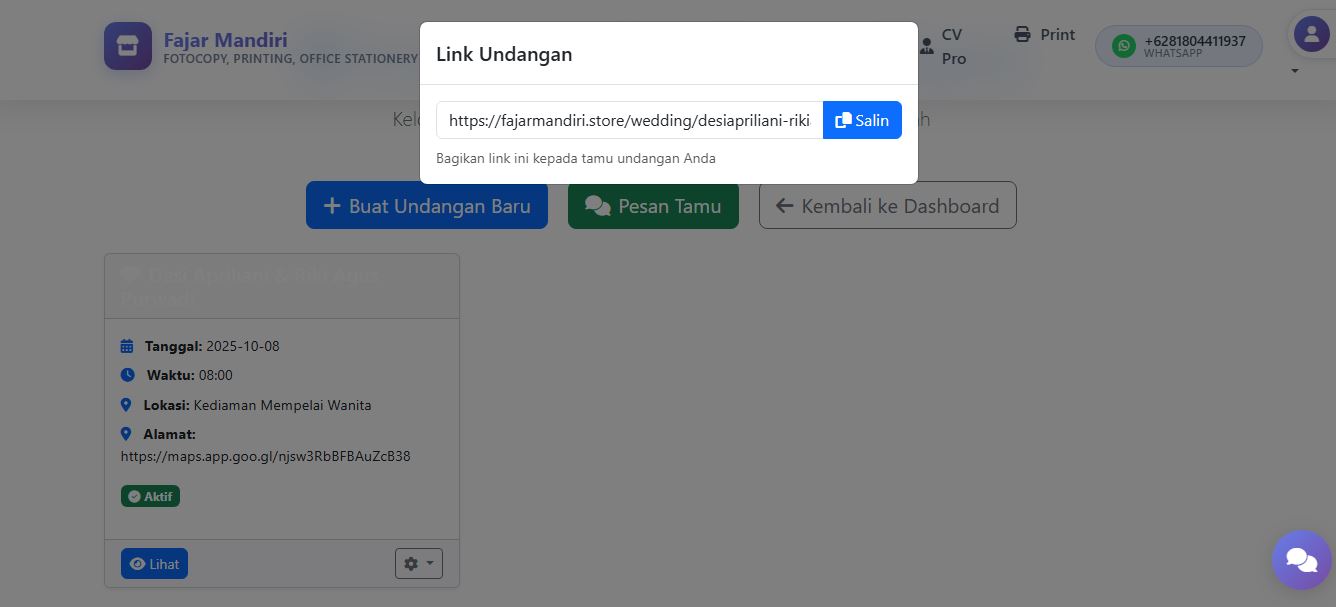 Fajar Mandiri
FOTOCOPY, PRINTING, OFFICE STATIONERY
CV
Pro
Print
+6281804411937
WHATSAPP
Link Undangan
https://fajarmandiri.store/wedding/desiapriliani-riki
Salin
Bagikan link ini kepada tamu undangan Anda
Buat Undangan Baru
Pesan Tamu
Kembali ke Dashboard
Desi Apriliani & Riki Agus
Purwadi
Tanggal: 2025-10-08
Waktu: 08:00
Lokasi: Kediaman Mempelai Wanita
Alamat:
https://maps.app.goo.gl/njsw3RbBFBAuZcB38
Aktif
Lihat